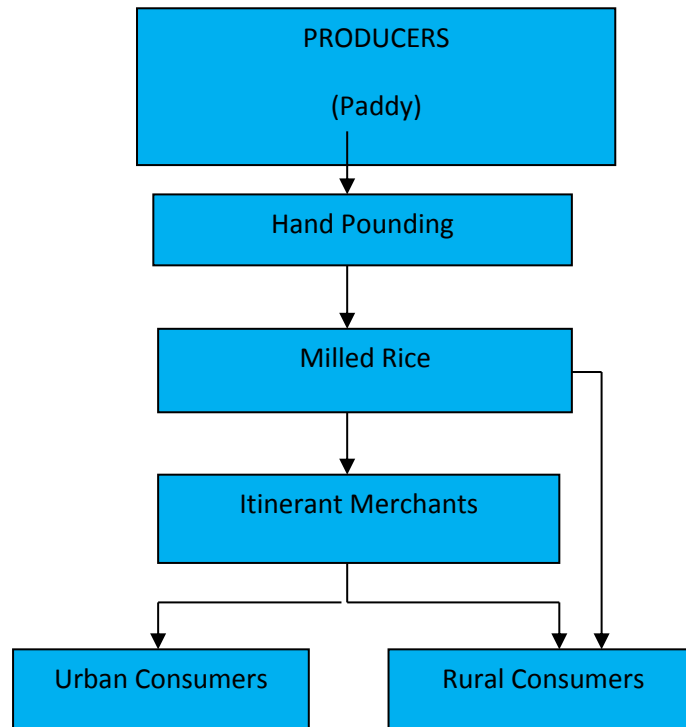 PRODUCERS
(Paddy)
Hand Pounding
Milled Rice
Itinerant Merchants
Urban Consumers
Rural Consumers